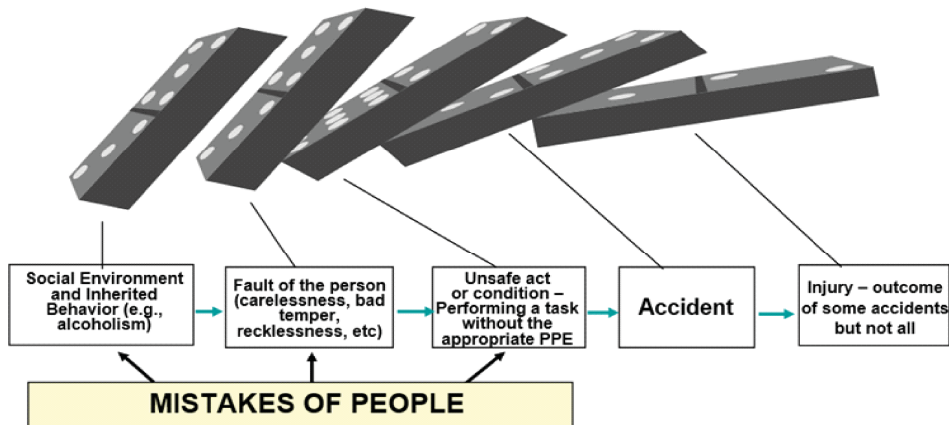 Social Environment
and Inherited
Behavior (e.g.,
alcoholism)
Fault of the person
(carelessness, bad
temper,
recklessness, etc)
Unsafe act
or condition –
Performing a task
without the
appropriate PPE
Accident
Injury – outcome
of some accidents
but not all
MISTAKES OF PEOPLE